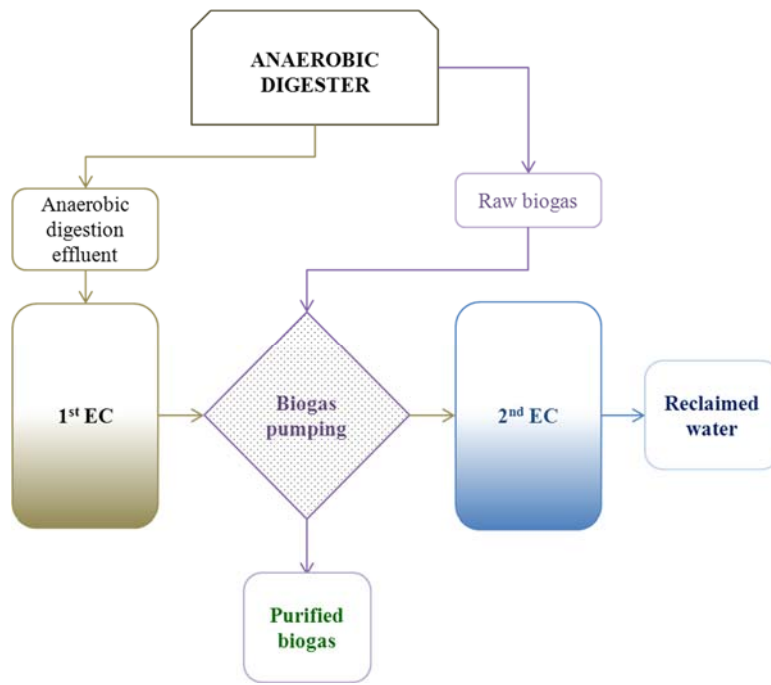 ANAEROBIC
DIGESTER
Anaerobic
digestion
effluent
Raw biogas
1st EC
Biogas
pumping
2nd EC
Reclaimed
water
Purified
biogas